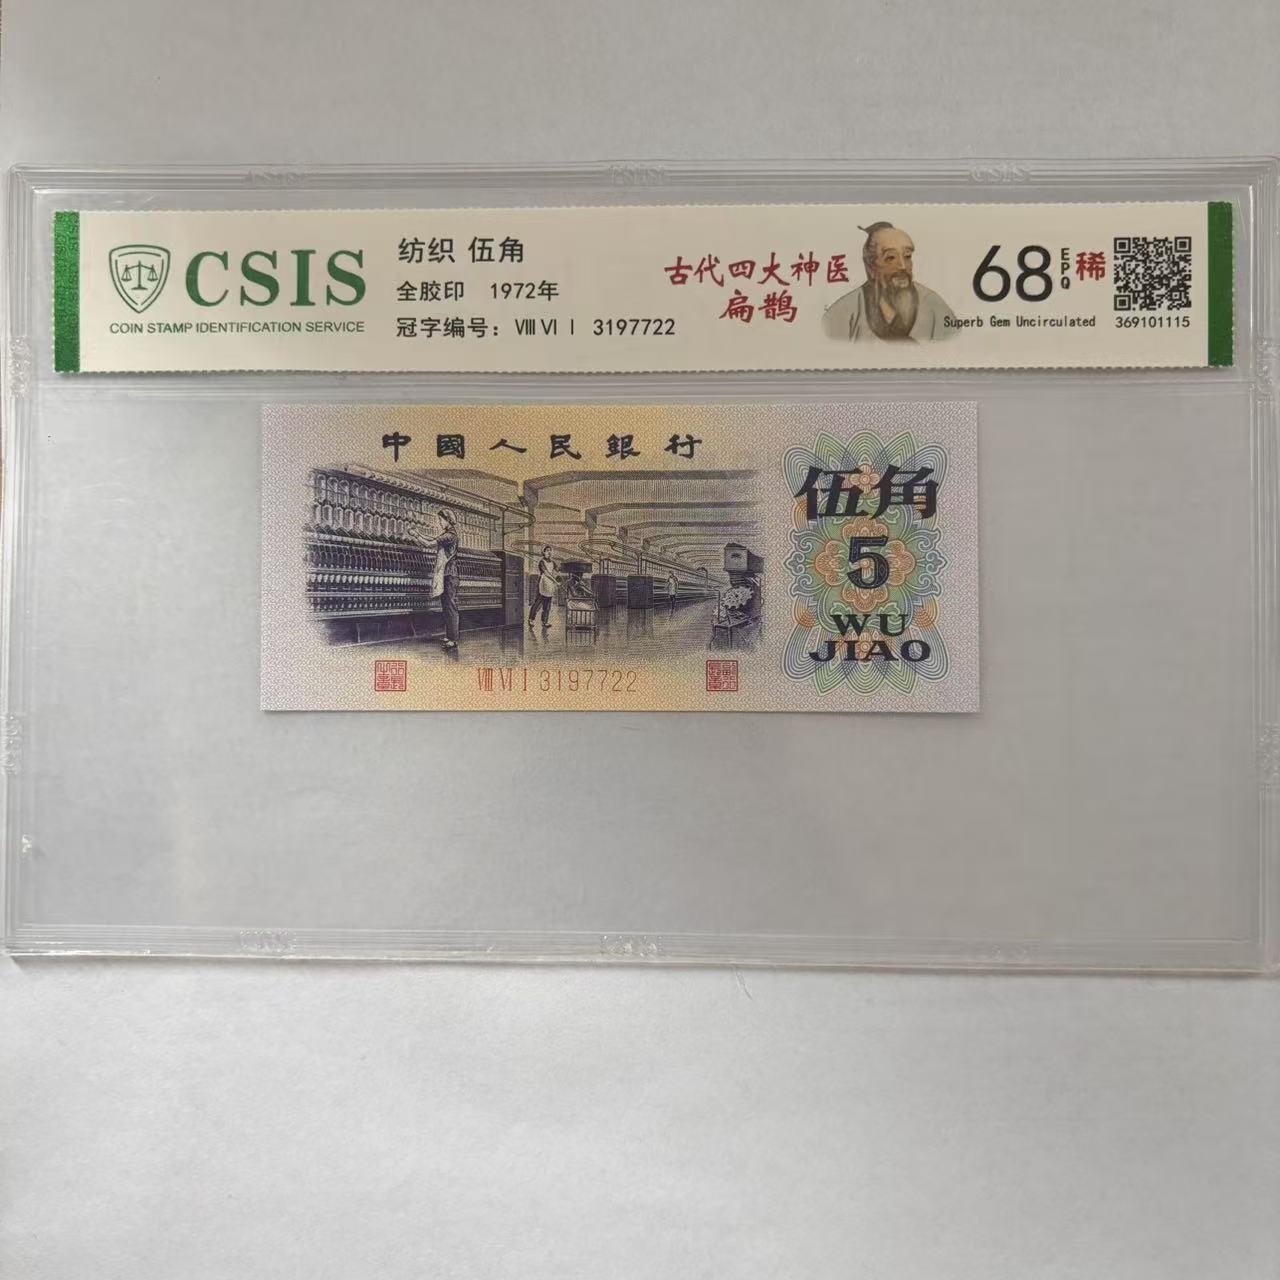 CSIS
COIN STAMP IDENTIFICATION SERVICE
纺织 伍角
全胶印 1972年
冠字编号：Ⅷ Ⅵ Ⅰ 3197722
古代四大神医
扁鹊
68 EPQ 稀
Superb Gem Uncirculated
369101115
中國人民銀行
伍角
5
WU
JIAO
Ⅷ Ⅵ Ⅰ 3197722